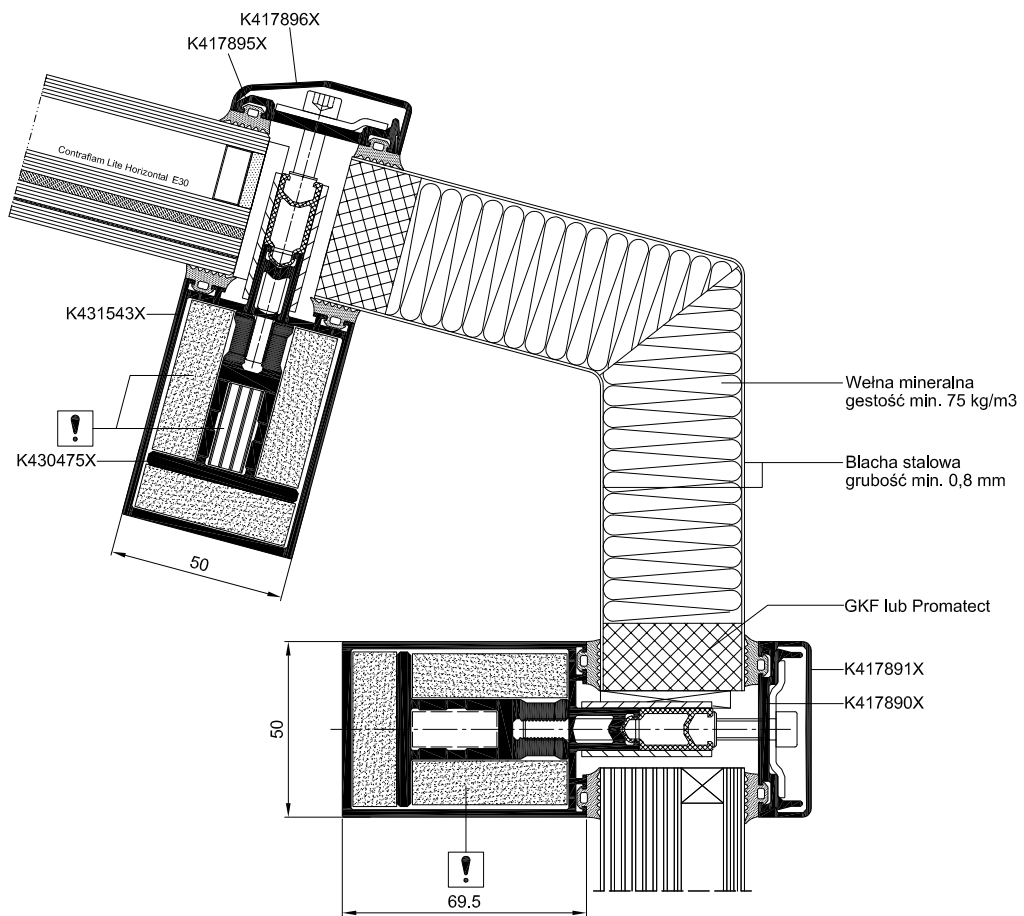 K417896X
K417895X
Contraflam Lite Horizontal E30
K431543X
Wełna mineralna
gestość min. 75 kg/m3
K430475X
Blacha stalowa
grubość min. 0,8 mm
50
GKF lub Promatect
K417891X
K417890X
50
69.5